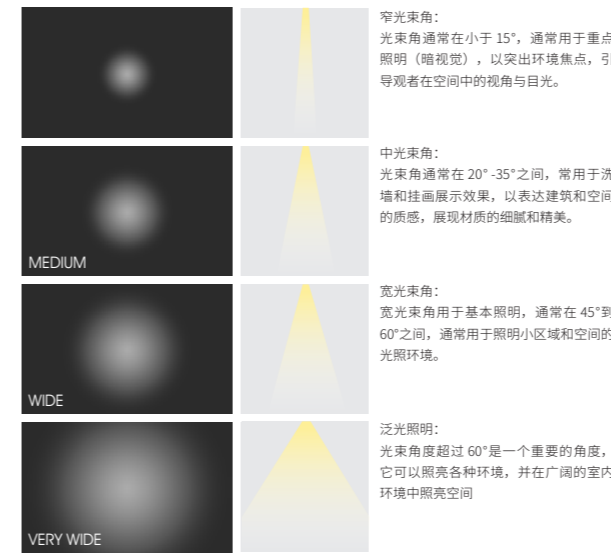 窄光束角：
光束角通常在小于 15°，通常用于重点
照明（暗视觉），以突出环境焦点，引
导观者在空间中的视角与目光。
中光束角：
光束角通常在 20° -35°之间，常用于洗
墙和挂画展示效果，以表达建筑和空间
的质感，展现材质的细腻和精美。
MEDIUM
宽光束角：
宽光束角用于基本照明，通常在 45°到
60°之间，通常用于照明小区域和空间的
光照环境。
WIDE
泛光照明：
光束角度超过 60°是一个重要的角度，
它可以照亮各种环境，并在广阔的室内
环境中照亮空间
VERY WIDE